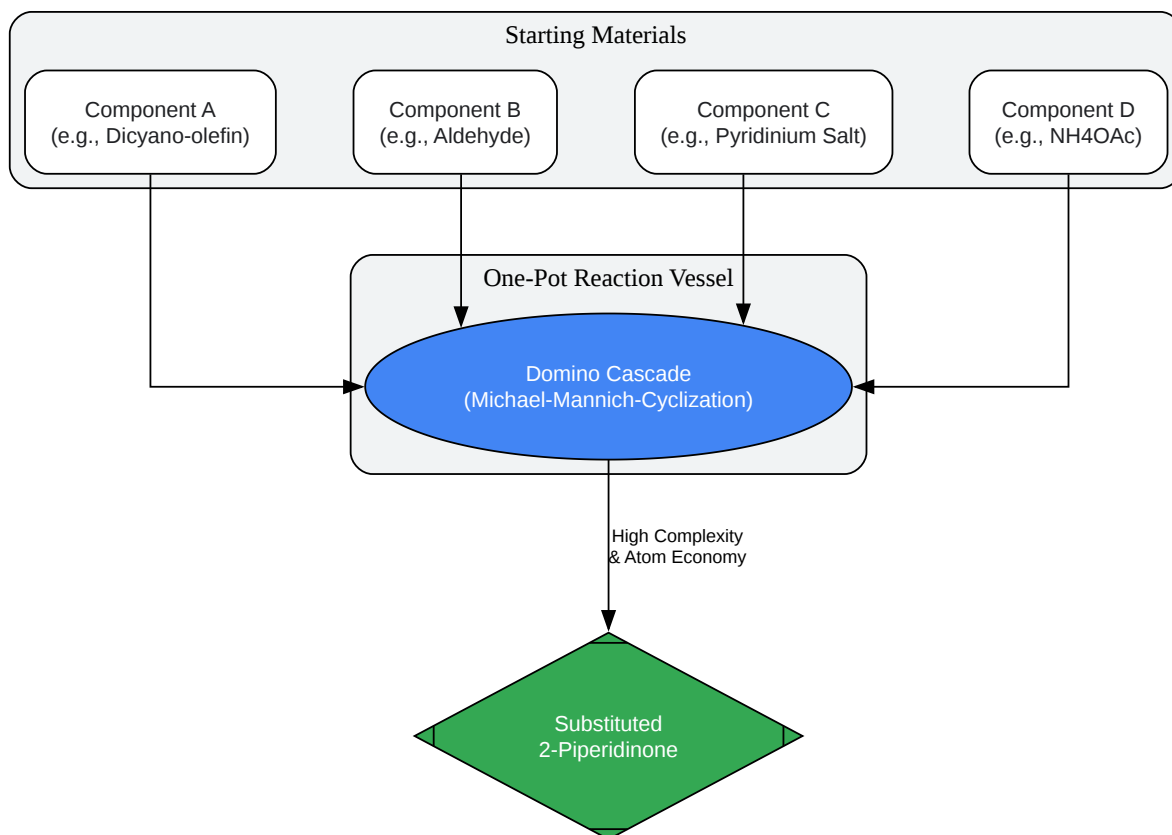 Starting Materials
Component A
(e.g., Dicyano-olefin)
Component B
(e.g., Aldehyde)
Component C
(e.g., Pyridinium Salt)
Component D
(e.g., NH4OAc)
One-Pot Reaction Vessel
Domino Cascade
(Michael-Mannich-Cyclization)
High Complexity
& Atom Economy
Substituted
2-Piperidinone